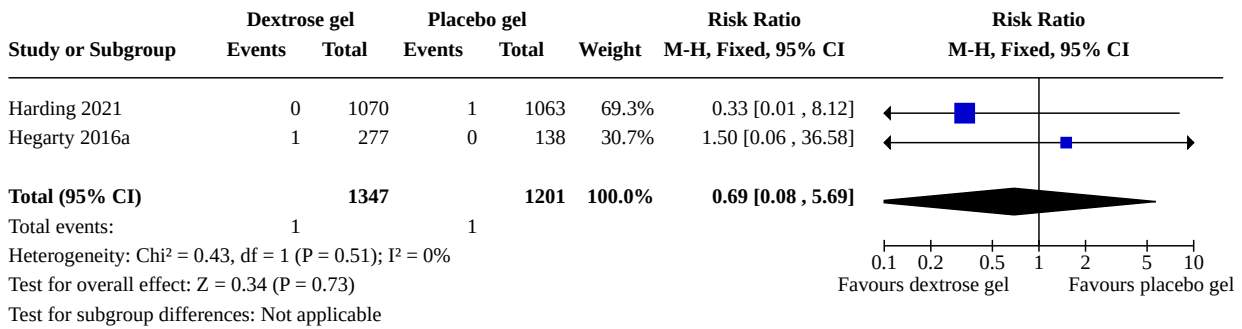 Dextrose gel Placebo gel Risk Ratio Risk Ratio
Study or Subgroup Events Total Events Total Weight M-H, Fixed, 95% CI M-H, Fixed, 95% CI
Harding 2021 0 1070 1 1063 69.3% 0.33 [0.01 , 8.12]
Hegarty 2016a 1 277 0 138 30.7% 1.50 [0.06 , 36.58]
Total (95% CI) 1347 1201 100.0% 0.69 [0.08 , 5.69]
Total events: 1 1
Heterogeneity: Chi² = 0.43, df = 1 (P = 0.51); I² = 0%
0.1 0.2 0.5 1 2 5 10
Test for overall effect: Z = 0.34 (P = 0.73) Favours dextrose gel Favours placebo gel
Test for subgroup differences: Not applicable